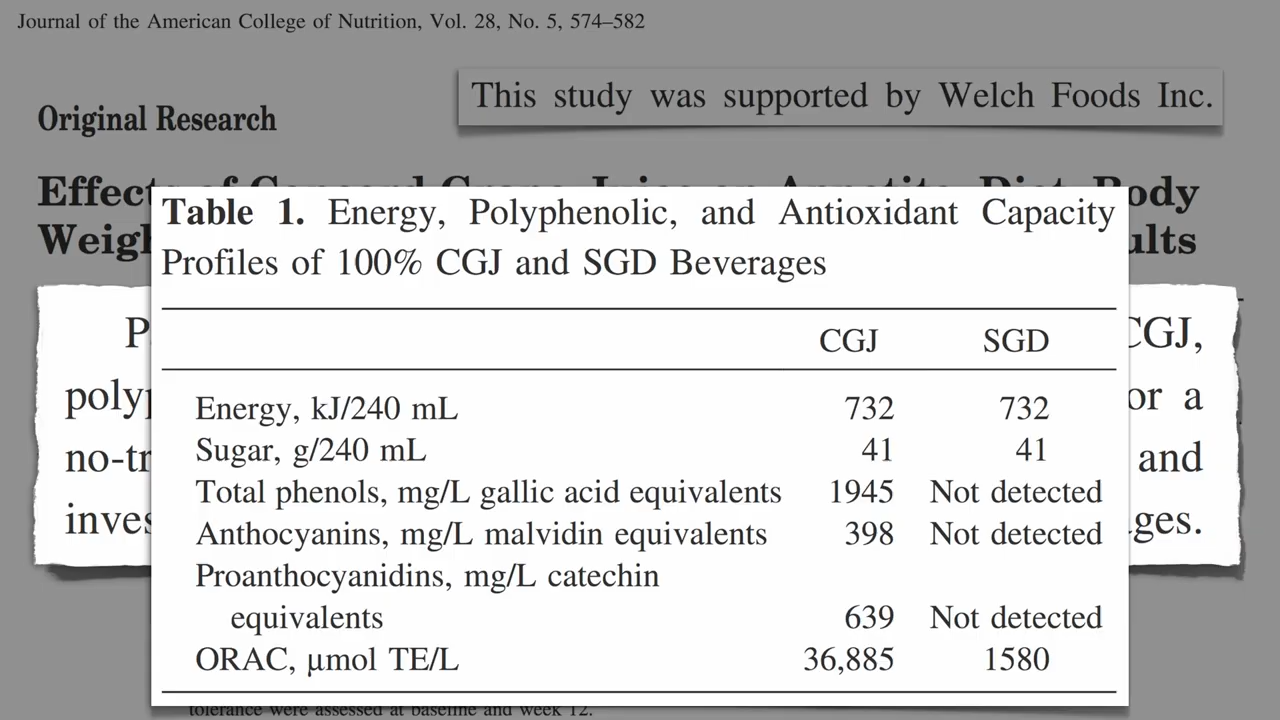 Journal of the American College of Nutrition, Vol. 28, No. 5, 574–582
This study was supported by Welch Foods Inc.
Original Research
Body
Table 1. Energy, Polyphenolic, and Antioxidant Capacity
Profiles of 100% CGJ and SGD Beverages
CGJ SGD
CGJ,
Energy, kJ/240 mL 732 732
or a
Sugar, g/240 mL 41 41
and
Total phenols, mg/L gallic acid equivalents 1945 Not detected
Anthocyanins, mg/L malvidin equivalents 398 Not detected
Proanthocyanidins, mg/L catechin
equivalents 639 Not detected
ORAC, μmol TE/L 36,885 1580
tolerance were assessed at baseline and week 12.